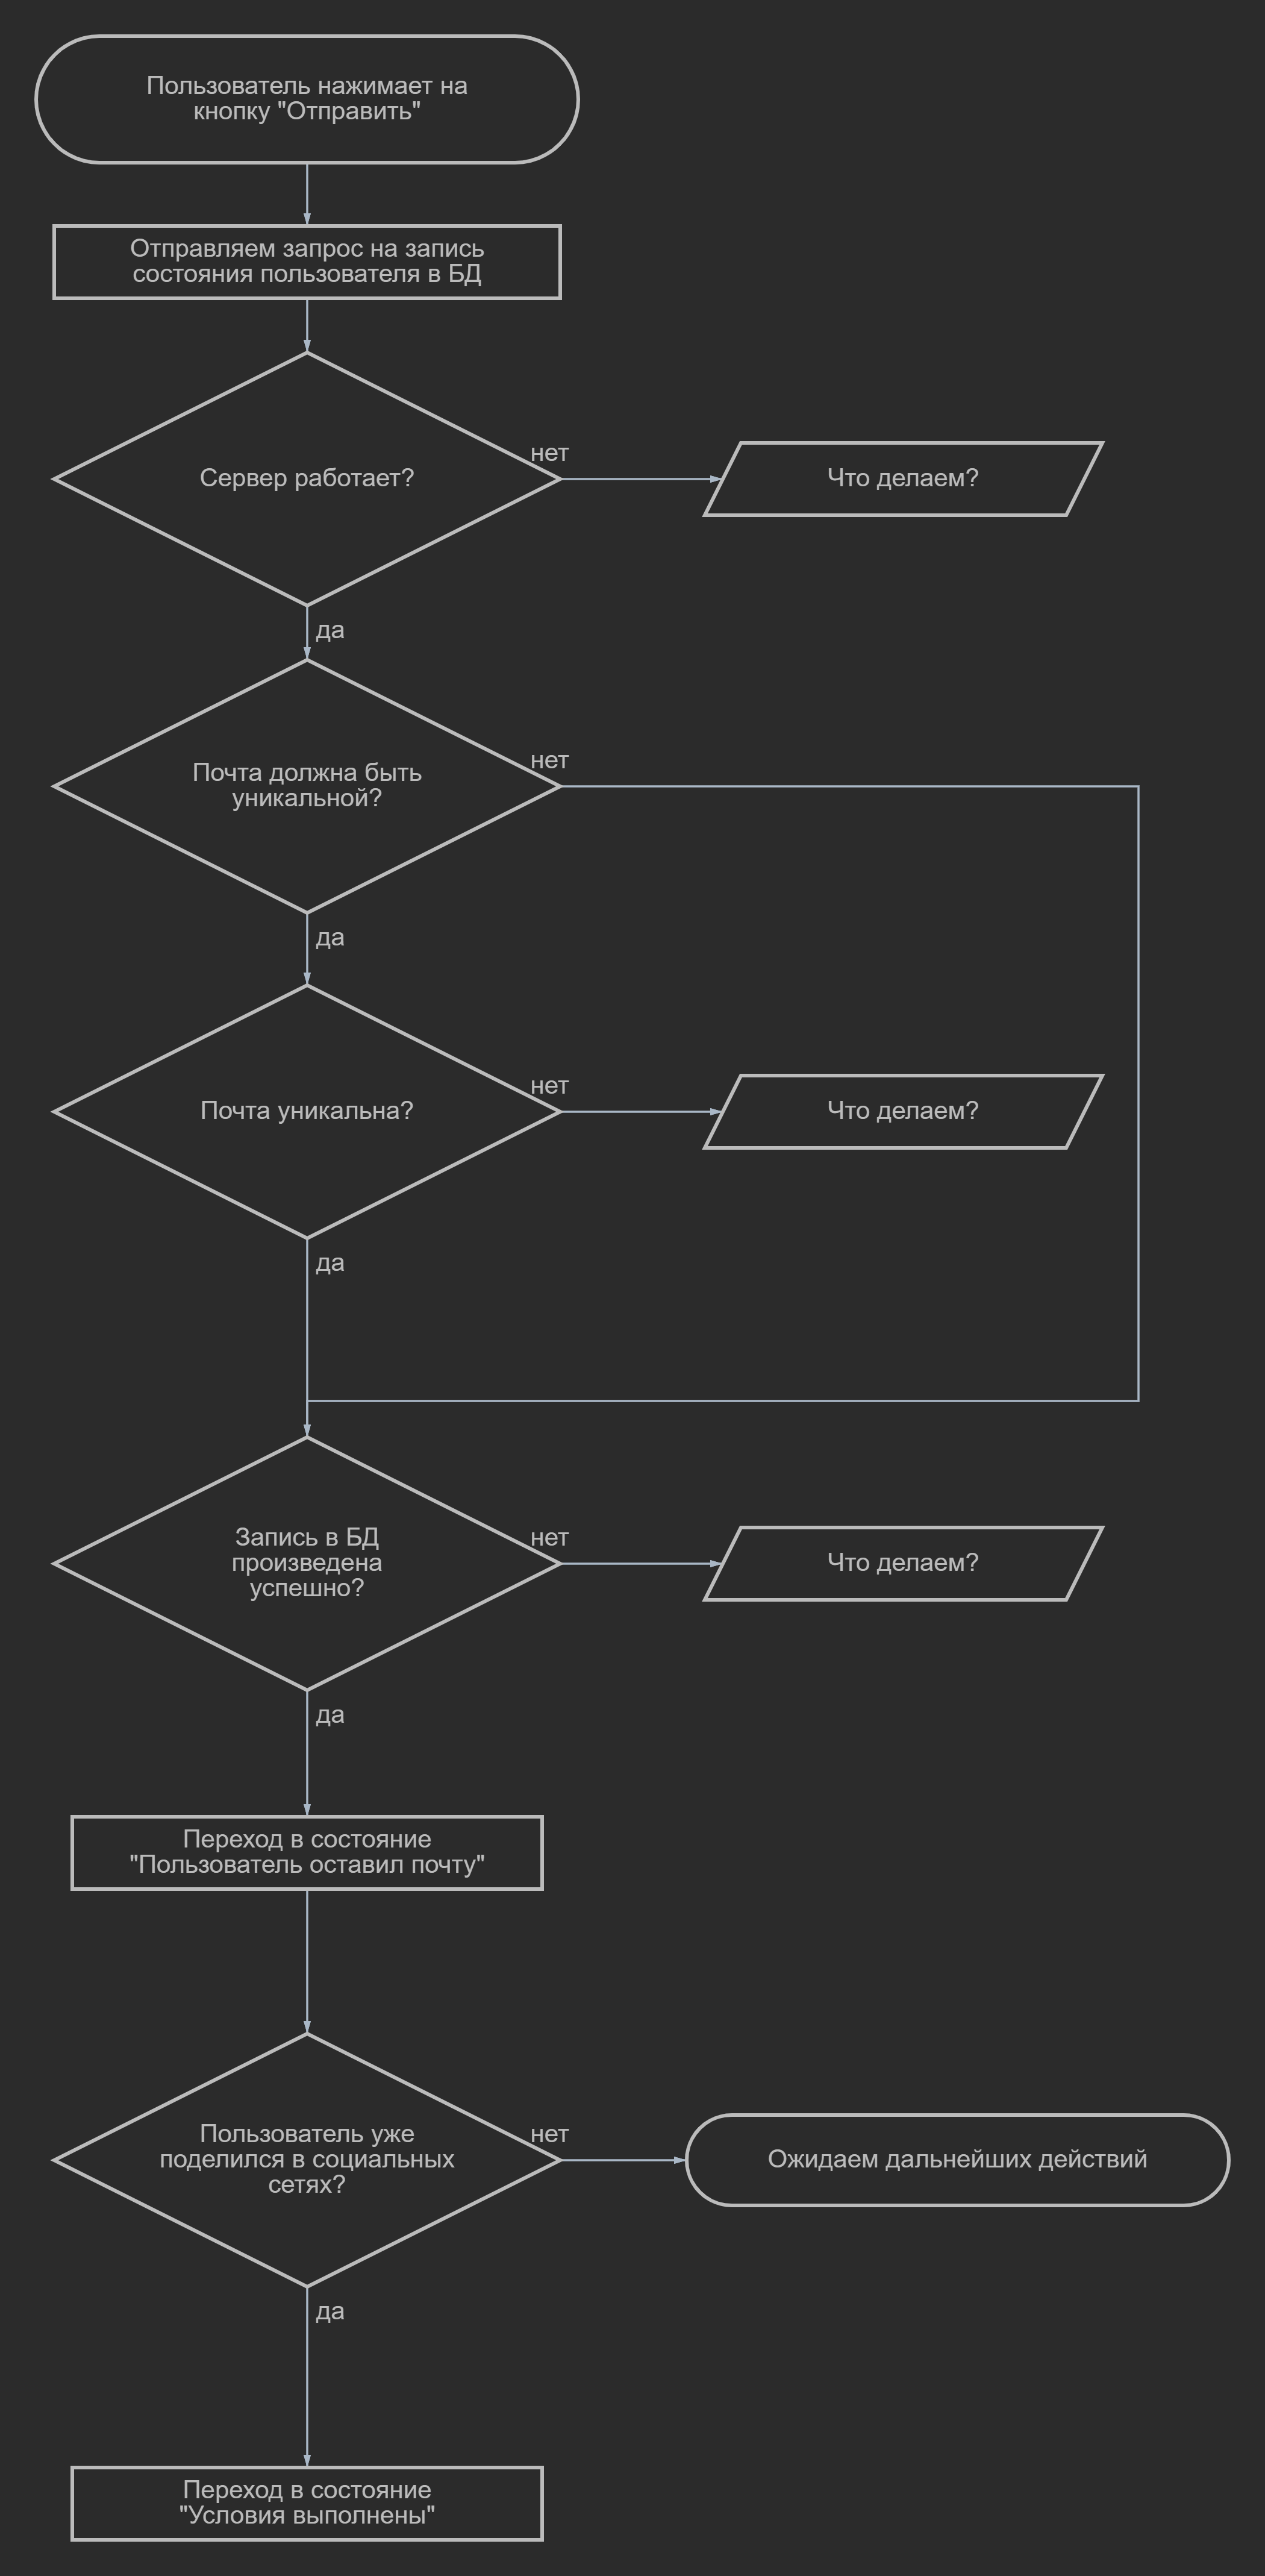 Пользователь нажимает на
кнопку "Отправить"
Отправляем запрос на запись
состояния пользователя в БД
Сервер работает?
нет
Что делаем?
да
Почта должна быть
уникальной?
нет
да
Почта уникальна?
нет
Что делаем?
да
Запись в БД
произведена
успешно?
нет
Что делаем?
да
Переход в состояние
"Пользователь оставил почту"
Пользователь уже
поделился в социальных
сетях?
нет
Ожидаем дальнейших действий
да
Переход в состояние
"Условия выполнены"